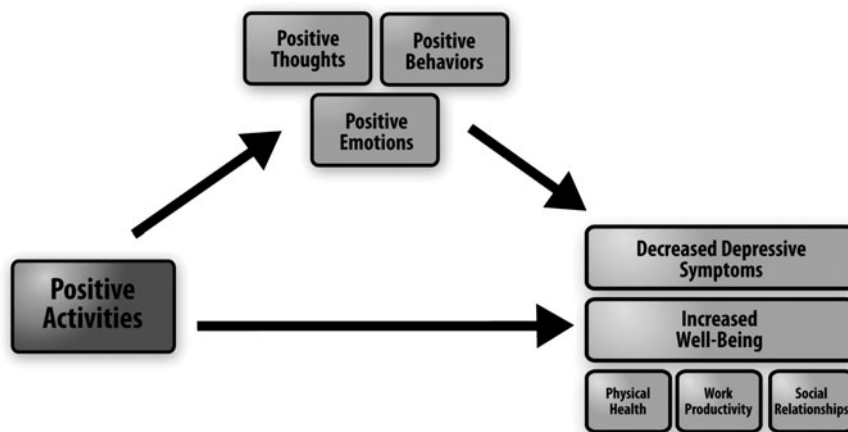 Positive
Thoughts
Positive
Behaviors
Positive
Emotions
Positive
Activities
Decreased Depressive
Symptoms
Increased
Well-Being
Physical
Health
Work
Productivity
Social
Relationships